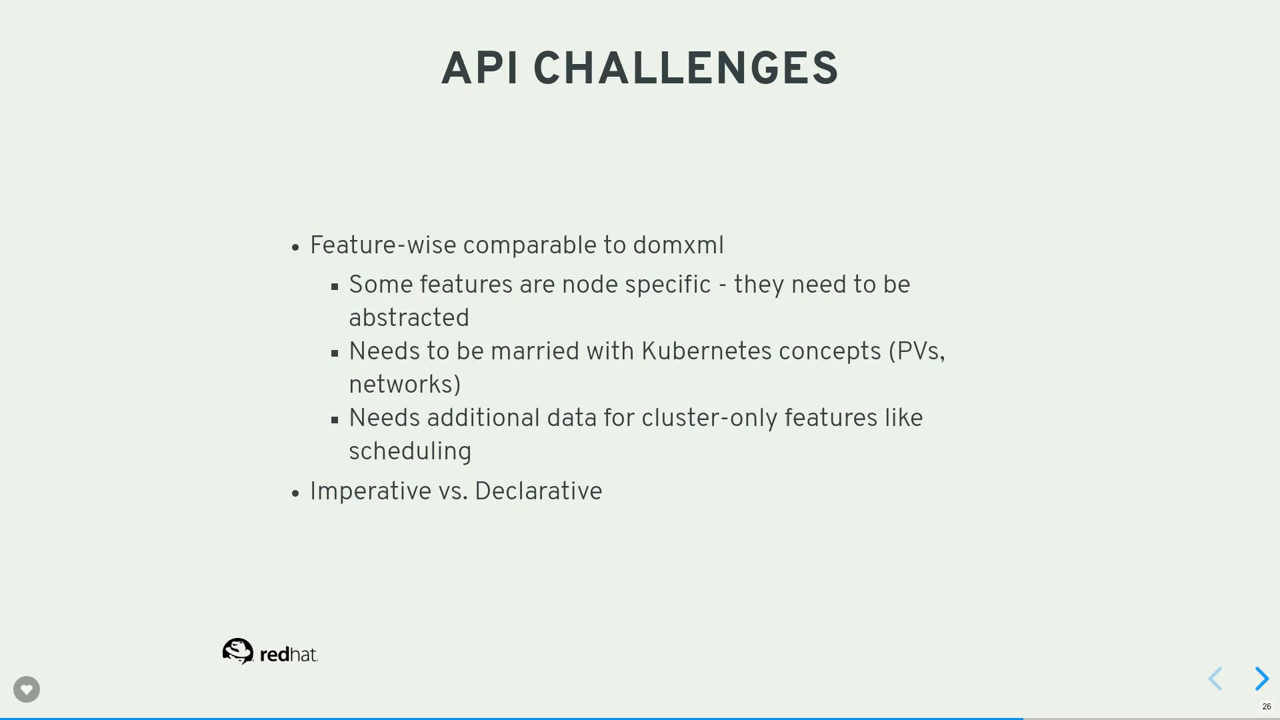 API CHALLENGES
Feature-wise comparable to domxml
Some features are node specific - they need to be
abstracted
Needs to be married with Kubernetes concepts (PVs,
networks)
Needs additional data for cluster-only features like
scheduling
Imperative vs. Declarative
redhat.
26